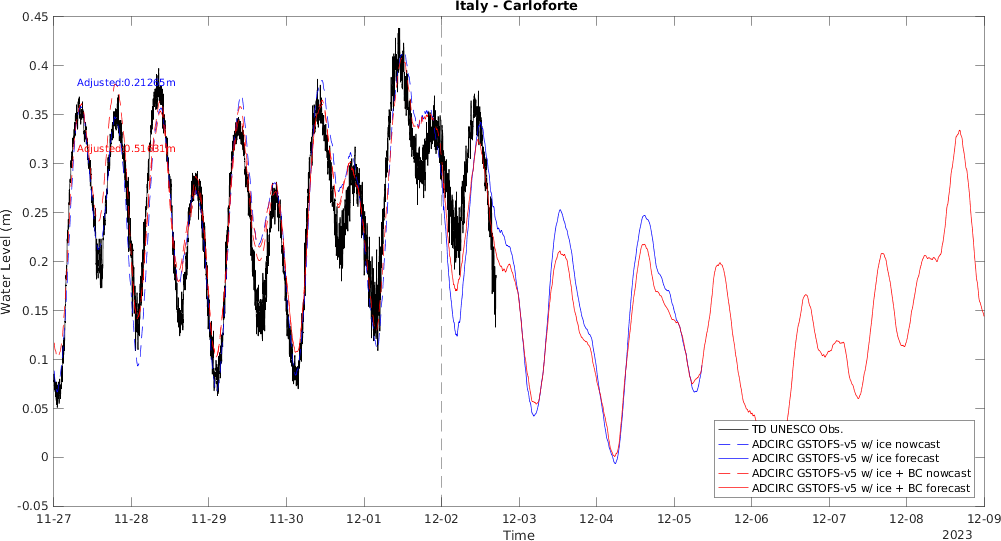 Italy - Carloforte
0.45
0.4
0.35
0.3
0.25
0.2
0.15
0.1
0.05
0
-0.05
Water Level (m)
Adjusted:0.21265m
Adjusted:0.51631m
TD UNESCO Obs.
ADCIRC GSTOFS-v5 w/ ice nowcast
ADCIRC GSTOFS-v5 w/ ice forecast
ADCIRC GSTOFS-v5 w/ ice + BC nowcast
ADCIRC GSTOFS-v5 w/ ice + BC forecast
11-27 11-28 11-29 11-30 12-01 12-02 12-03 12-04 12-05 12-06 12-07 12-08 12-09
Time
2023